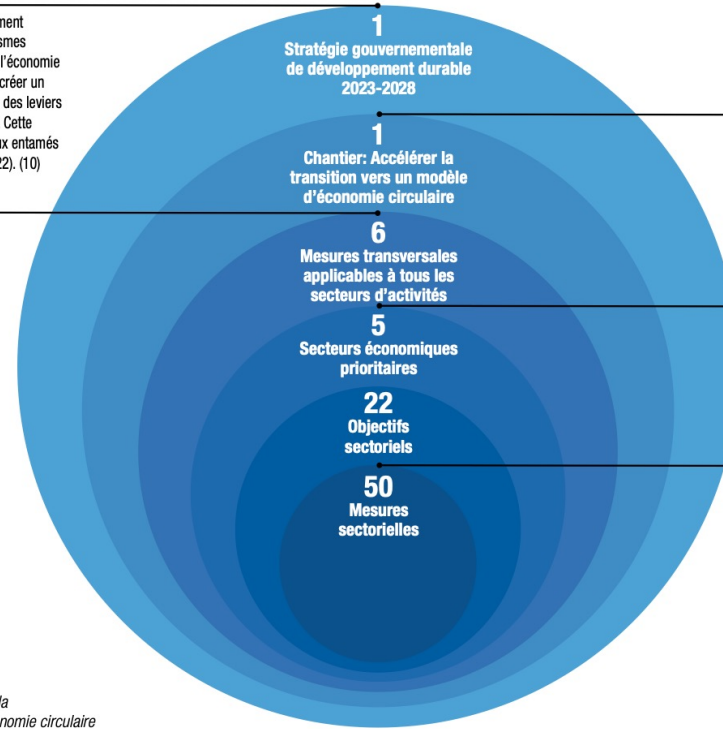 ment
smes
l'économie
créer un
des leviers
Cette
ux entamés
22). (10)
1
Stratégie gouvernementale
de développement durable
2023-2028
1
Chantier: Accélérer la
transition vers un modèle
d'économie circulaire
6
Mesures transversales
applicables à tous les
secteurs d'activités
5
Secteurs économiques
prioritaires
22
Objectifs
sectoriels
50
Mesures
sectorielles
la
nomie circulaire